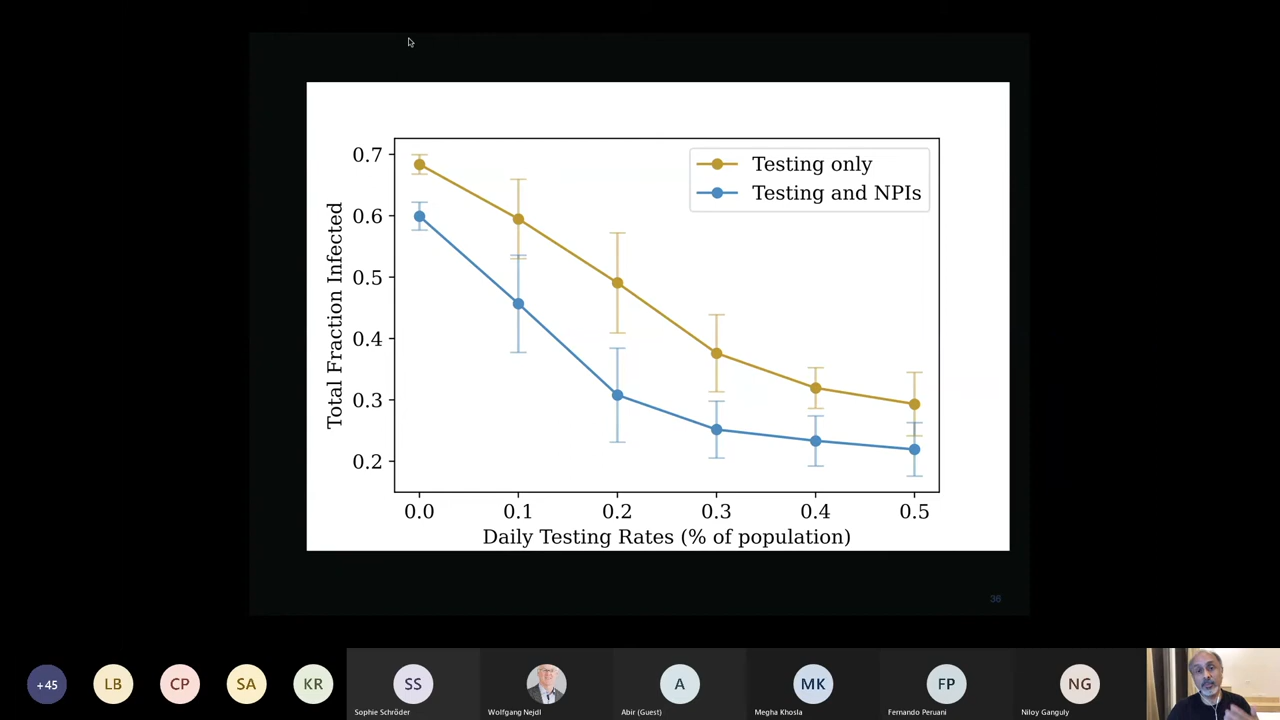 Testing only
Testing and NPIs
0.7
0.6
0.5
0.4
0.3
0.2
Total Fraction Infected
0.0 0.1 0.2 0.3 0.4 0.5
Daily Testing Rates (% of population)
36
+45 LB CP SA KR SS A MK FP NG
Sophie Schröder Wolfgang Nejdl Abir (Guest) Megha Khosla Fernando Peruani Niloy Ganguly